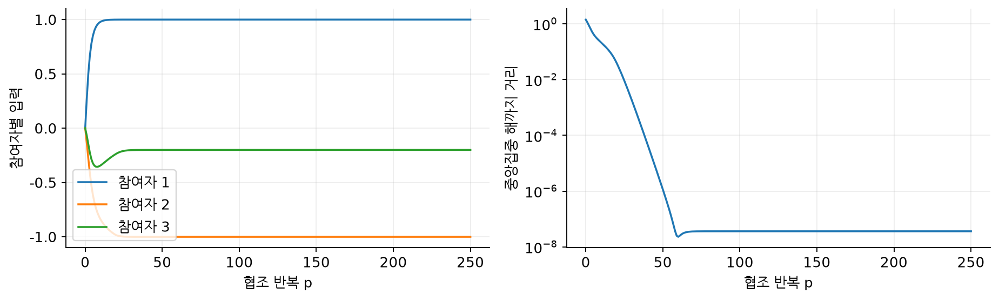 참여자별 입력
1.0
0.5
0.0
-0.5
-1.0
참여자 1
참여자 2
참여자 3
0 50 100 150 200 250
협조 반복 p
중앙집중 해까지 거리
10⁰
10⁻²
10⁻⁴
10⁻⁶
10⁻⁸
0 50 100 150 200 250
협조 반복 p